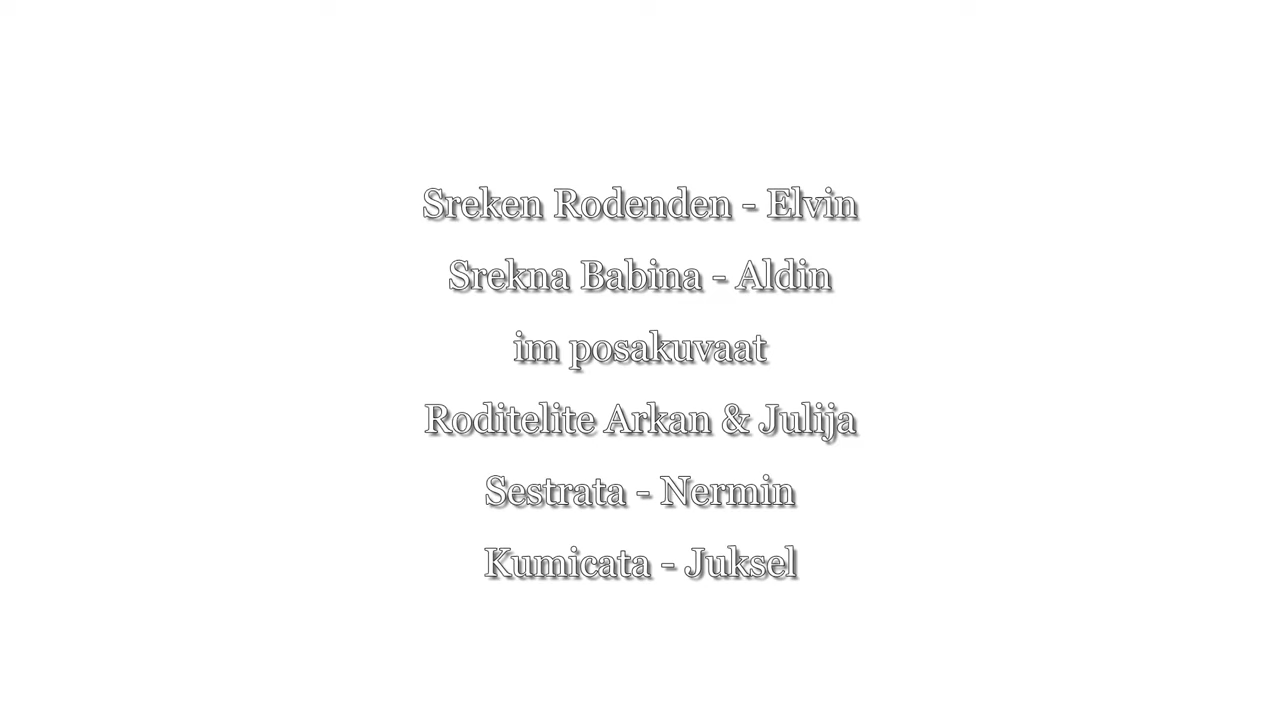 Sreken Rodenden - Elvin
Srekna Babina - Aldin
im posakuvaat
Roditelite Arkan & Julija
Sestrata - Nermin
Kumicata - Juksel